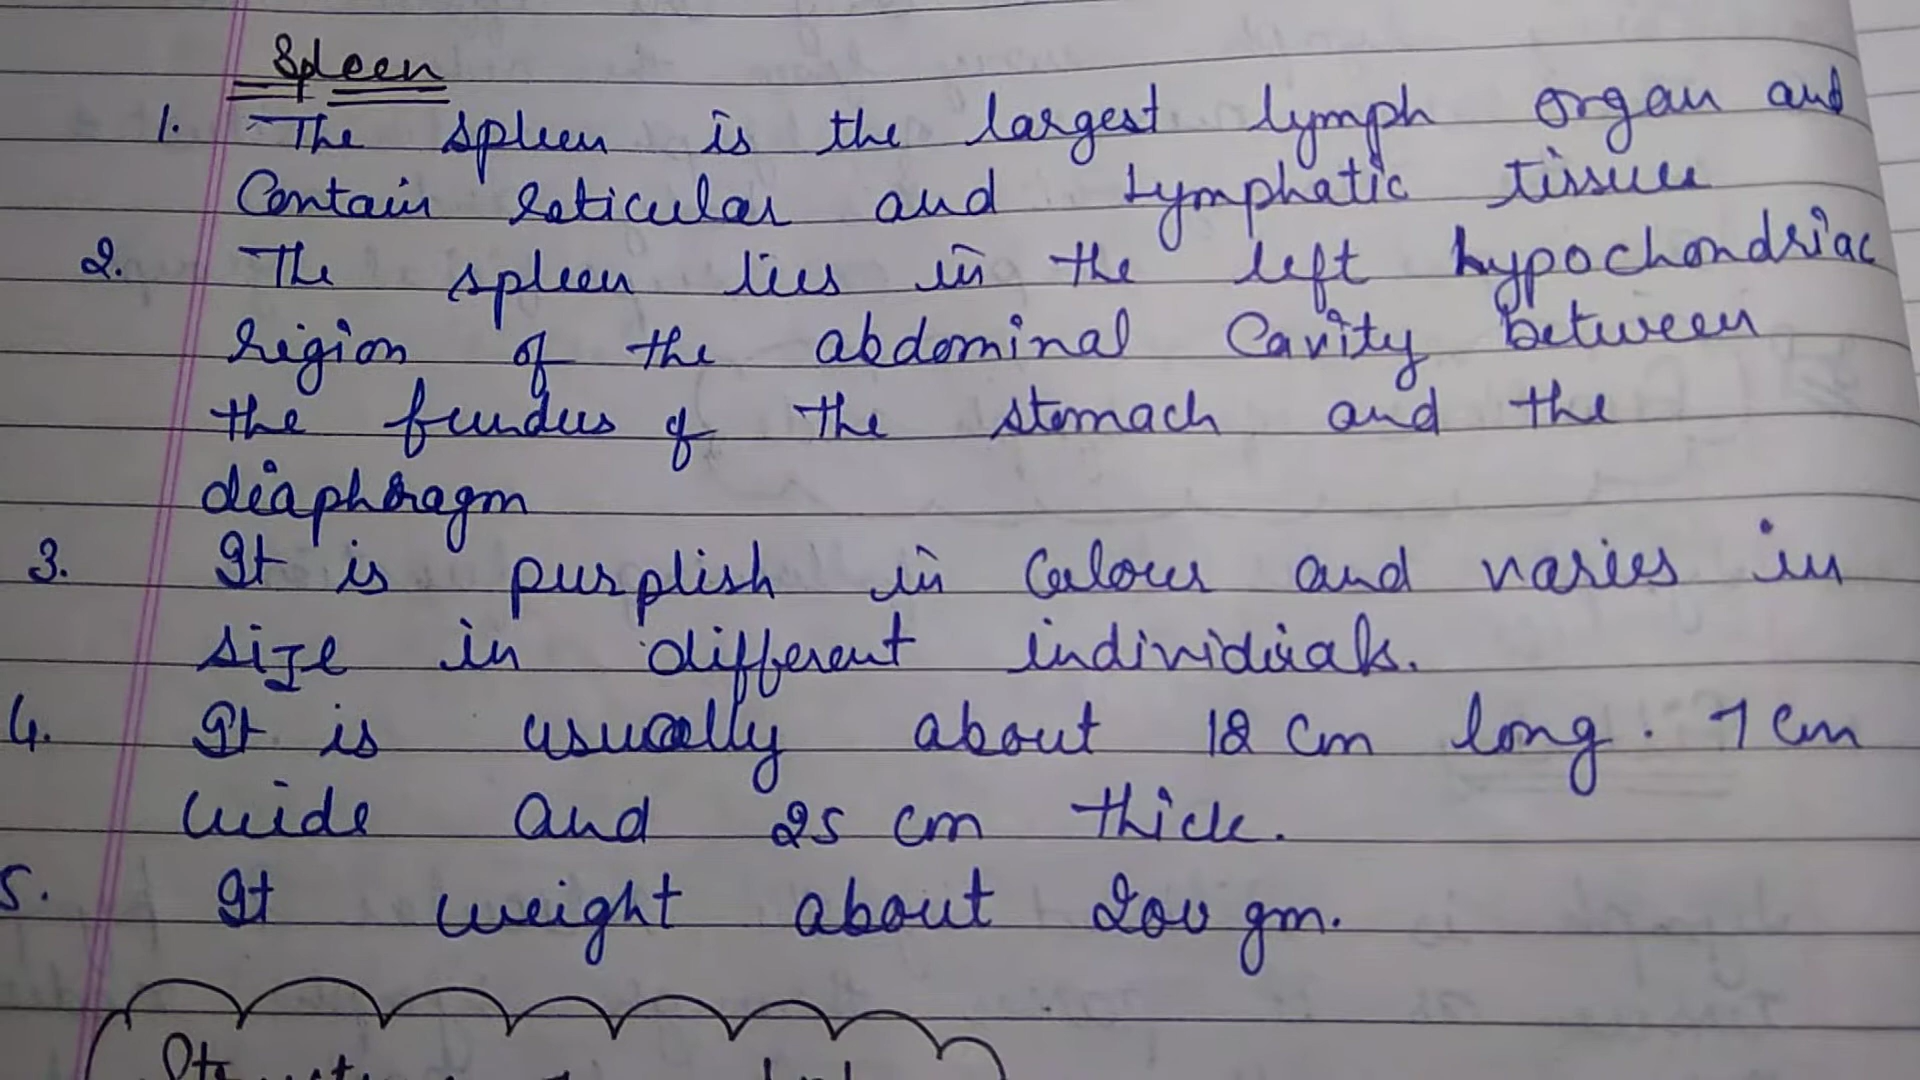 Spleen
1. The spleen is the largest lymph organ and
Contain reticular and lymphatic tissue
2. The spleen lies in the left hypochondriac
region of the abdominal Cavity between
the fundus of the stomach and the
diaphragm
3. It is purplish in Colour and varies in
size in different individuals.
4. It is usually about 12 cm long. 7 cm
wide and 25 cm thick.
5. It weight about 200 gm.